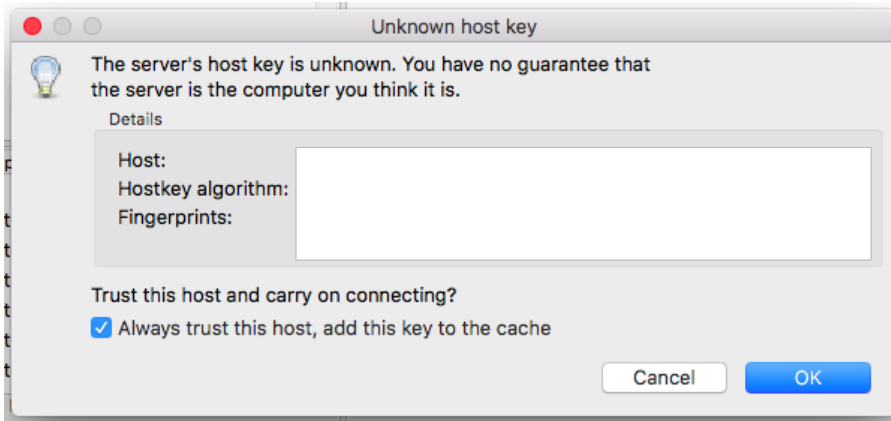 Unknown host key
The server's host key is unknown. You have no guarantee that
the server is the computer you think it is.
Details
Host:
Hostkey algorithm:
Fingerprints:
Trust this host and carry on connecting?
Always trust this host, add this key to the cache
Cancel
OK